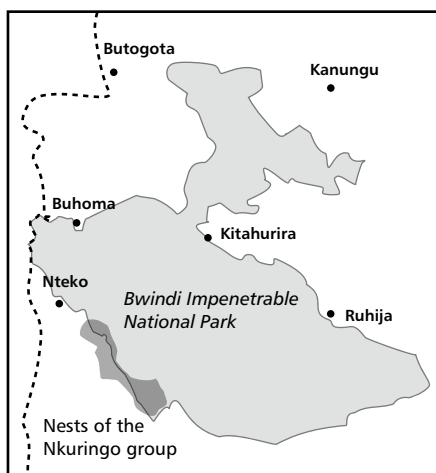 Butogota
Kanungu
Buhoma
Kitahurira
Nteko
Bwindi Impenetrable
National Park
Ruhija
Nests of the
Nkuringo group